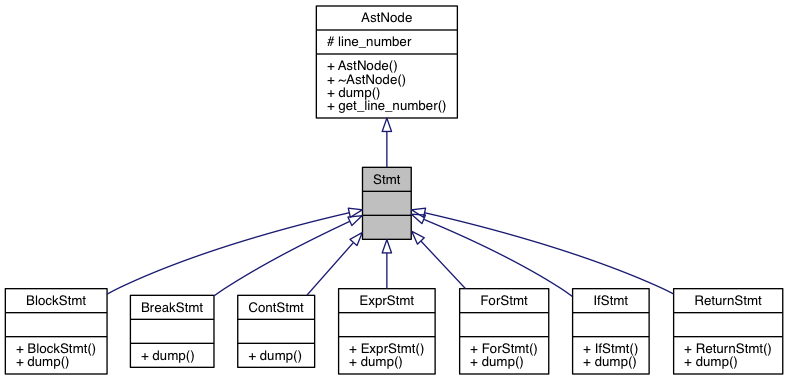 AstNode
# line_number
+ AstNode()
+ ~AstNode()
+ dump()
+ get_line_number()
Stmt
BlockStmt
+ BlockStmt()
+ dump()
BreakStmt
+ dump()
ContStmt
+ dump()
ExprStmt
+ ExprStmt()
+ dump()
ForStmt
+ ForStmt()
+ dump()
IfStmt
+ IfStmt()
+ dump()
ReturnStmt
+ ReturnStmt()
+ dump()